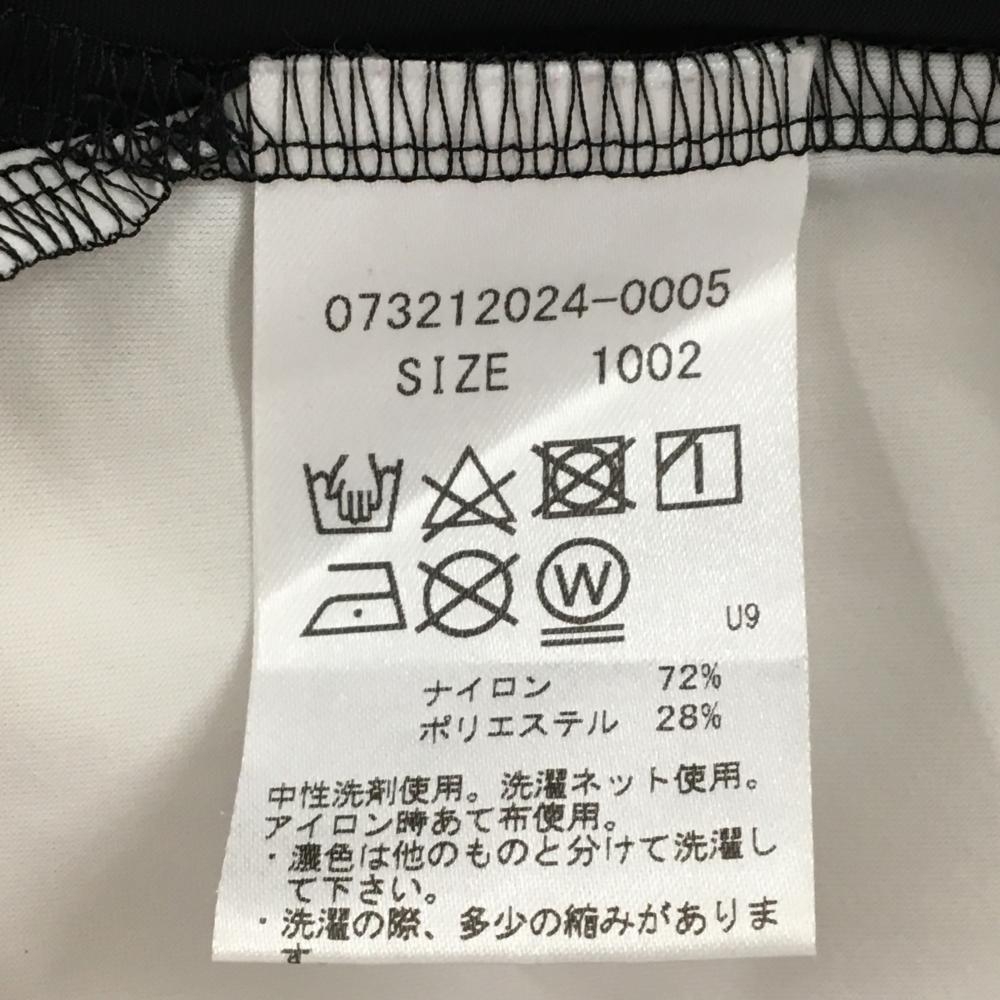 073212024-0005
SIZE 1002
W
U9
ナイロン 72%
ポリエステル 28%
中性洗剤使用。洗濯ネット使用。
アイロン時あて布使用。
・濃色は他のものと分けて洗濯し
て下さい。
・洗濯の際、多少の縮みがありま
す